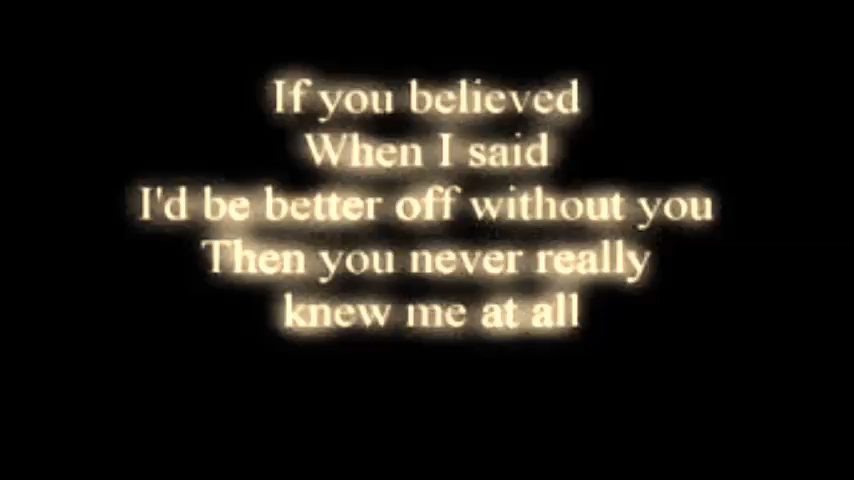 If you believed
When I said
I'd be better off without you
Then you never really
knew me at all